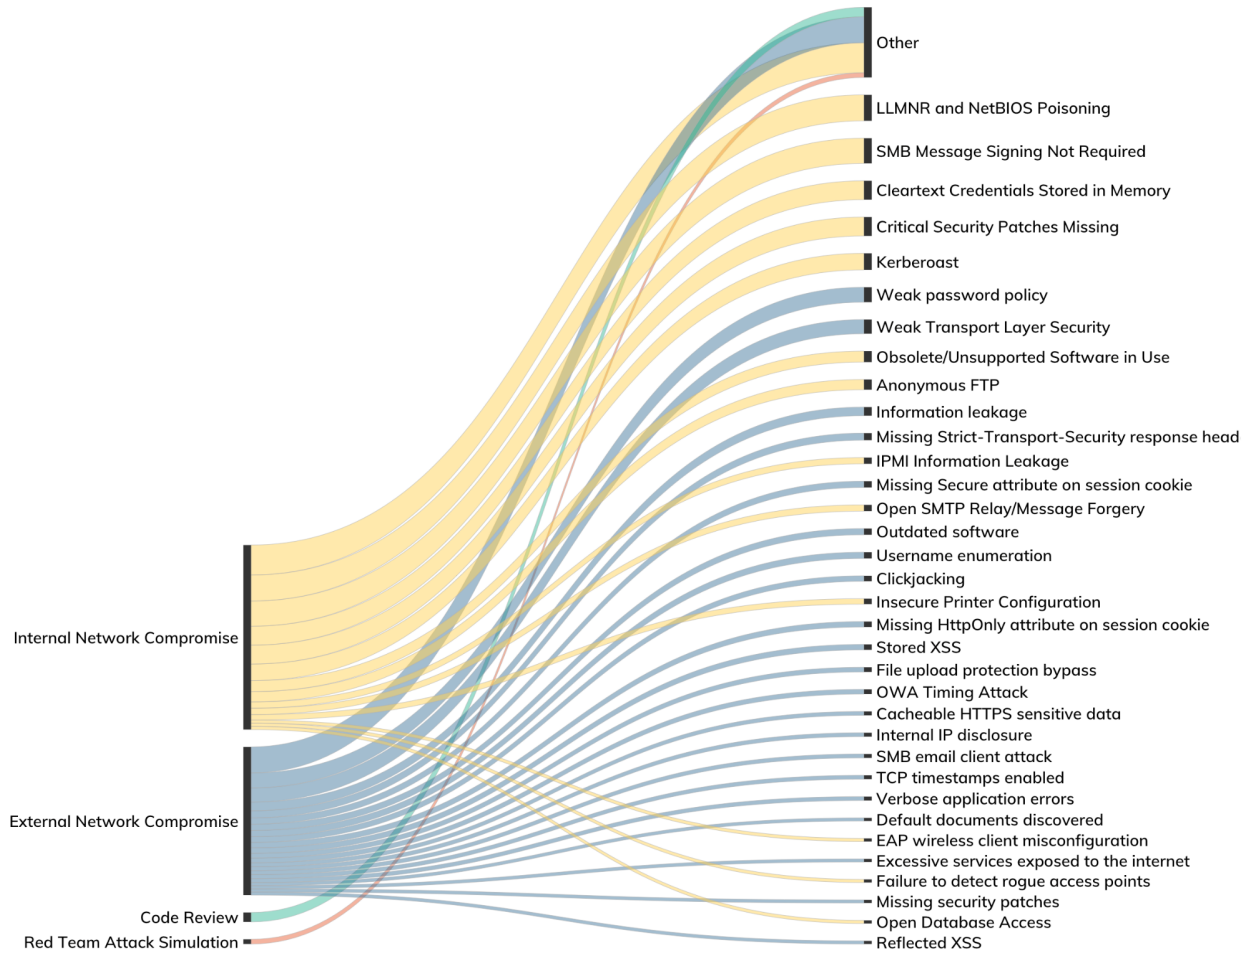 Other
LLMNR and NetBIOS Poisoning
SMB Message Signing Not Required
Cleartext Credentials Stored in Memory
Critical Security Patches Missing
Kerberoast
Weak password policy
Weak Transport Layer Security
Obsolete/Unsupported Software in Use
Anonymous FTP
Information leakage
Missing Strict-Transport-Security response head
IPMI Information Leakage
Missing Secure attribute on session cookie
Open SMTP Relay/Message Forgery
Outdated software
Username enumeration
Clickjacking
Insecure Printer Configuration
Missing HttpOnly attribute on session cookie
Stored XSS
File upload protection bypass
OWA Timing Attack
Cacheable HTTPS sensitive data
Internal IP disclosure
SMB email client attack
TCP timestamps enabled
Verbose application errors
Default documents discovered
EAP wireless client misconfiguration
Excessive services exposed to the internet
Failure to detect rogue access points
Missing security patches
Open Database Access
Reflected XSS
Internal Network Compromise
External Network Compromise
Code Review
Red Team Attack Simulation